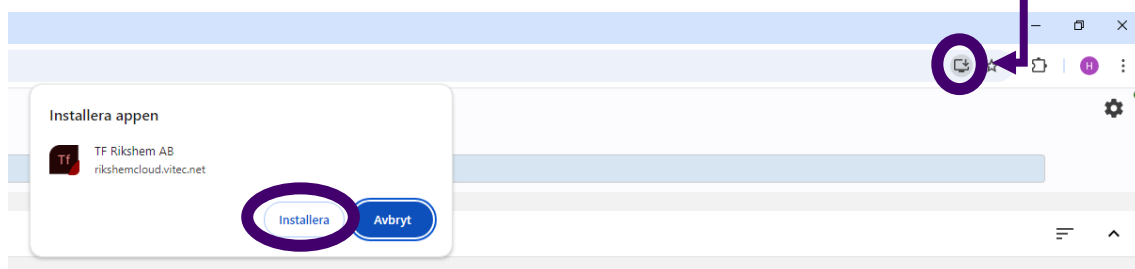 H
Installera appen
Tf
TF Rikshem AB
rikshemcloud.vitec.net
Installera
Avbryt